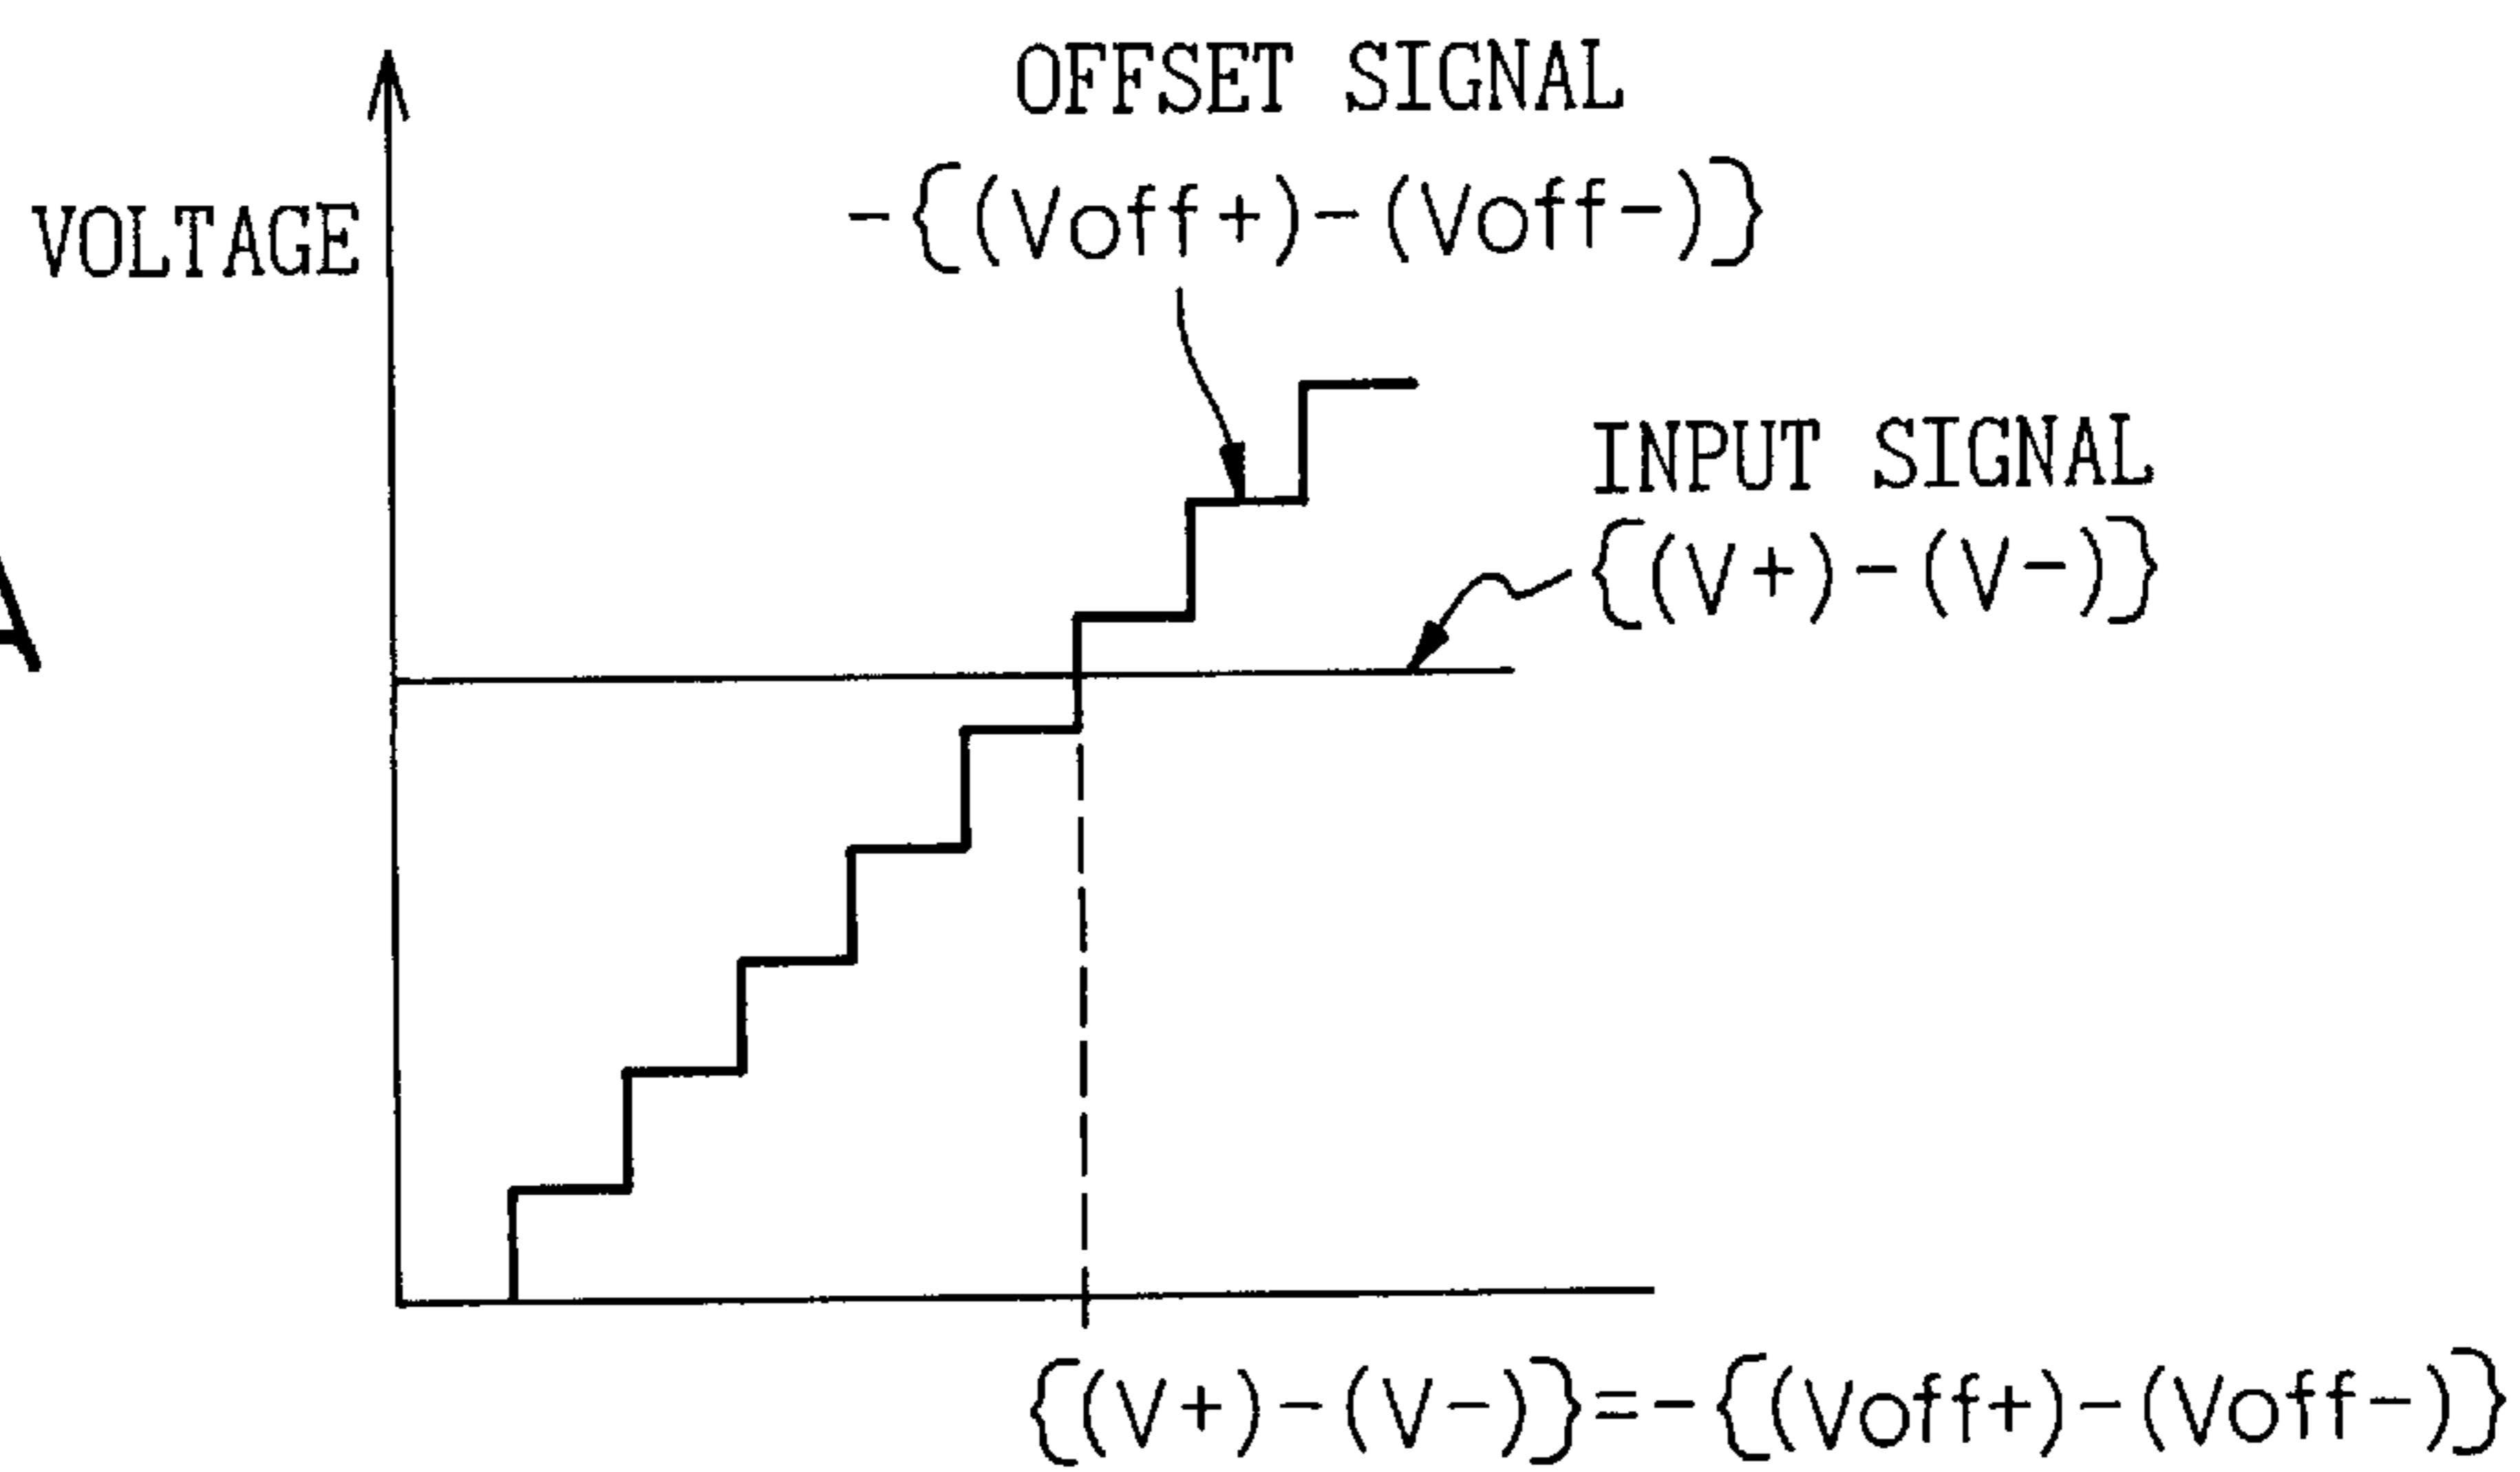 OFFSET SIGNAL
-{(Voff+)-(Voff-)}
VOLTAGE
INPUT SIGNAL
{(V+)-(V-)}
A
{(V+)-(V-)}=-{(Voff+)-(Voff-)}